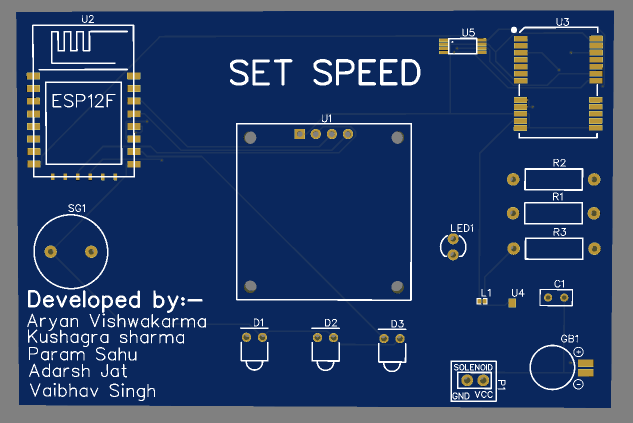 U2
U5
U3
SET SPEED
ESP12F
U1
R2
R1
SG1
LED1
R3
C1
L1
U4
Developed by:-
Aryan Vishwakarma
Kushagra sharma
Param Sahu
Adarsh Jat
Vaibhav Singh
D1
D2
D3
GB1
SOLENOID
P1
GND VCC